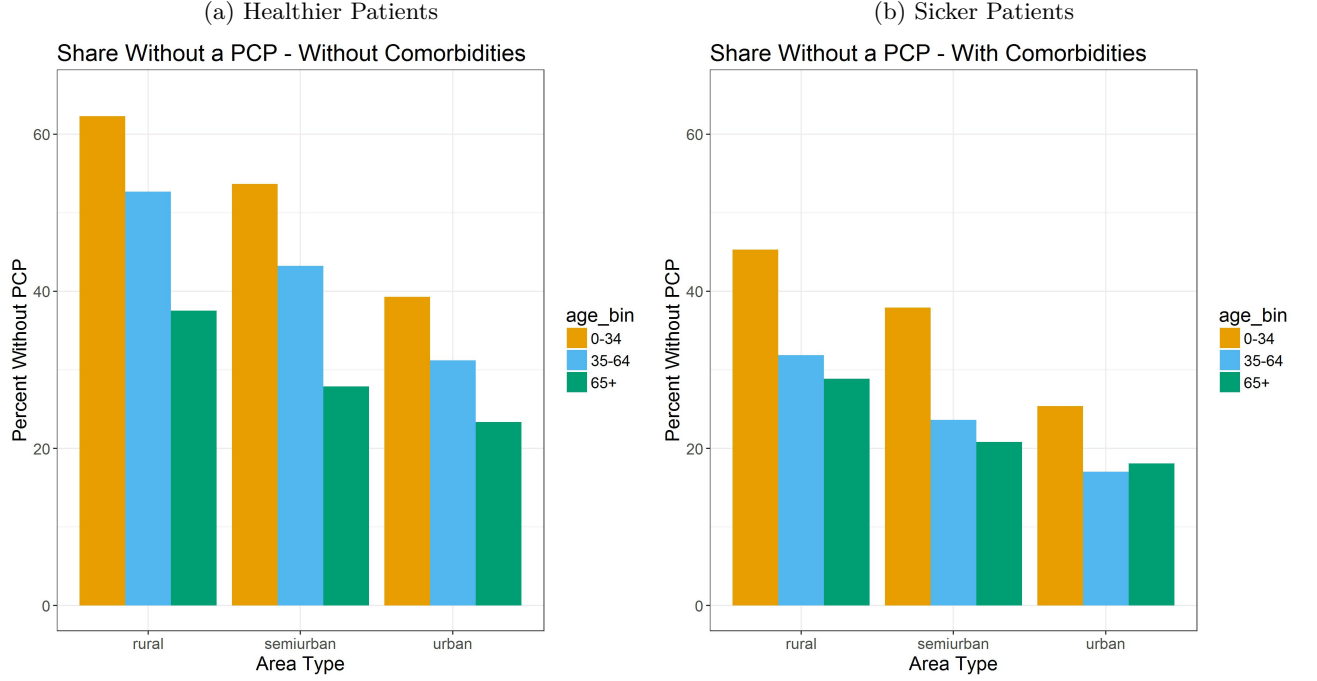 (a) Healthier Patients
Share Without a PCP - Without Comorbidities
Percent Without PCP
60
40
20
0
rural
semiurban
urban
Area Type
age_bin
0-34
35-64
65+
(b) Sicker Patients
Share Without a PCP - With Comorbidities
Percent Without PCP
60
40
20
0
rural
semiurban
urban
Area Type
age_bin
0-34
35-64
65+